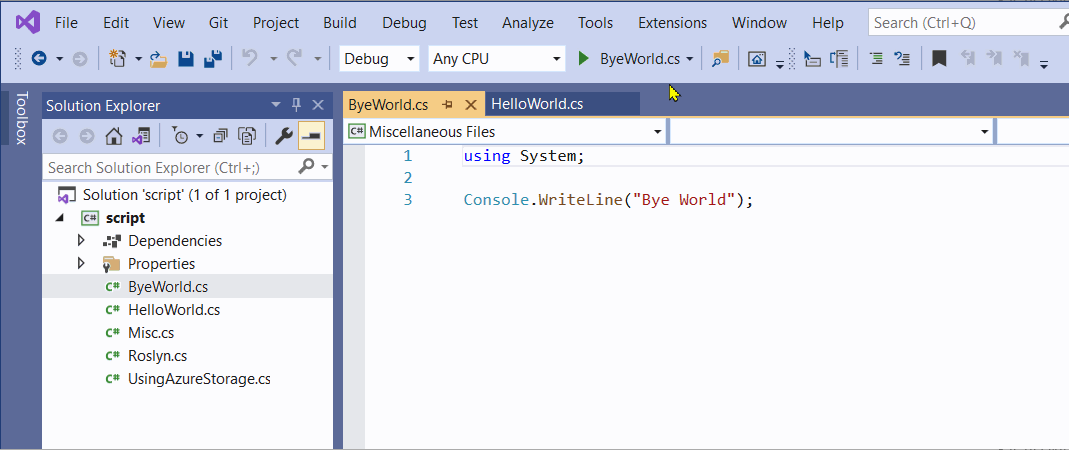 File Edit View Git Project Build Debug Test Analyze Tools Extensions Window Help Search (Ctrl+Q)
Debug Any CPU ByeWorld.cs
Toolbox
Solution Explorer
Search Solution Explorer (Ctrl+;)
Solution 'script' (1 of 1 project)
C# script
Dependencies
Properties
C# ByeWorld.cs
C# HelloWorld.cs
C# Misc.cs
C# Roslyn.cs
C# UsingAzureStorage.cs
ByeWorld.cs HelloWorld.cs
C# Miscellaneous Files
1 using System;
2
3 Console.WriteLine("Bye World");